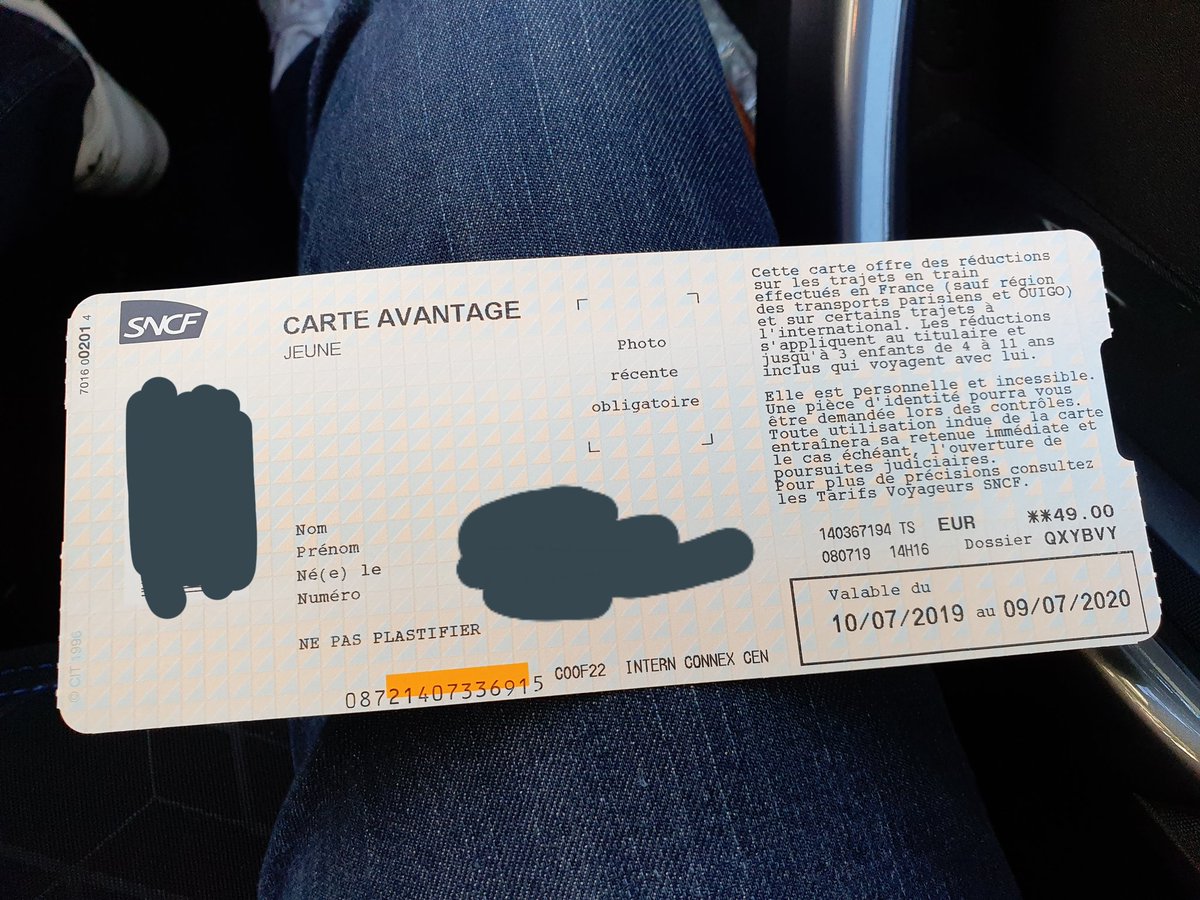 7016 00201 4
SNCF
CARTE AVANTAGE
JEUNE
Photo
récente
obligatoire
Nom
Prénom
Né(e) le
Numéro
NE PAS PLASTIFIER
© CIT 1996
08721407336915 C00F22 INTERN CONNEX CEN
Cette carte offre des réductions
sur les trajets en train
effectués en France (sauf région
des transports parisiens et OUIGO)
et sur certains trajets à
l'international. Les réductions
s'appliquent au titulaire et
jusqu'à 3 enfants de 4 à 11 ans
inclus qui voyagent avec lui.
Elle est personnelle et incessible.
Une pièce d'identité pourra vous
être demandée lors des contrôles.
Toute utilisation indue de la carte
entraînera sa retenue immédiate et
le cas échéant, l'ouverture de
poursuites judiciaires.
Pour plus de précisions consultez
les Tarifs Voyageurs SNCF.
140367194 TS EUR **49.00
080719 14H16 Dossier QXYBVY
Valable du
10/07/2019 au 09/07/2020